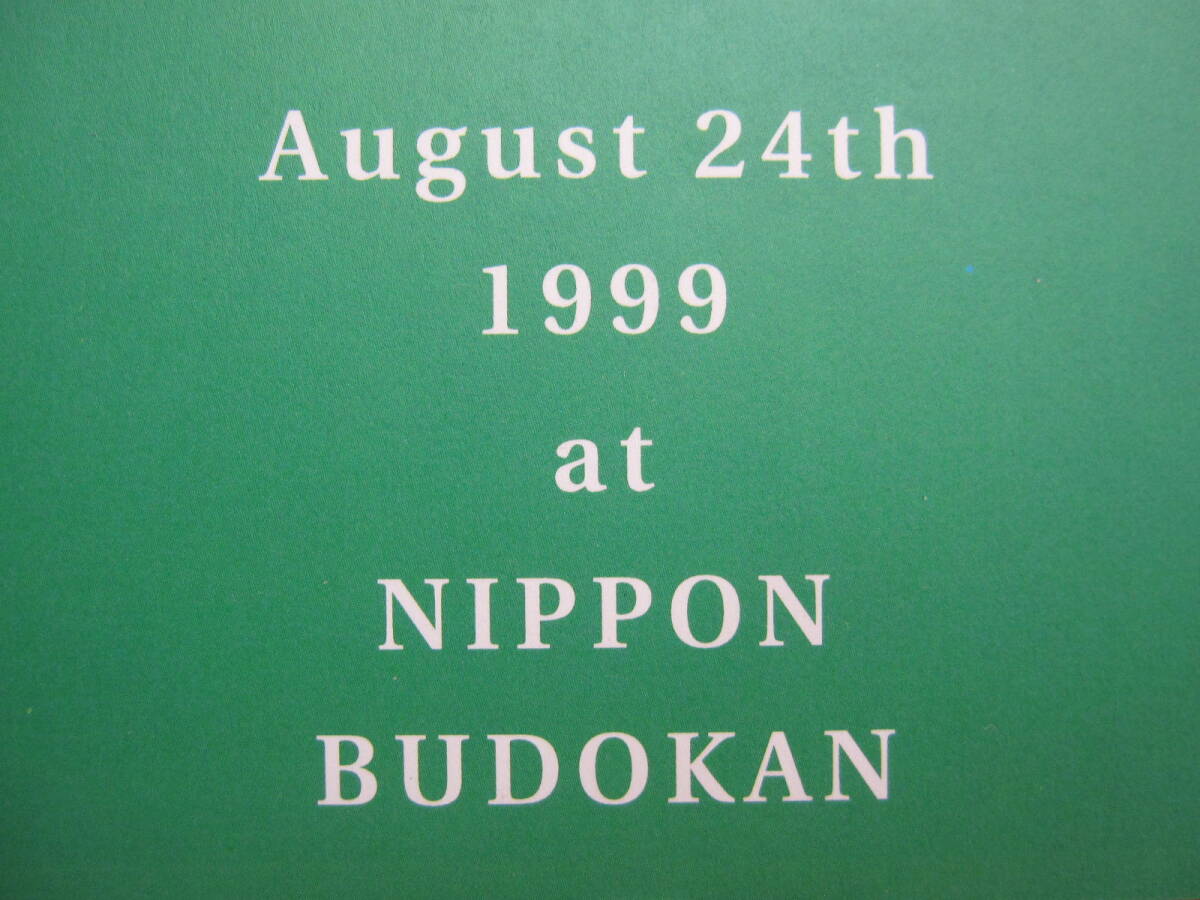 August 24th
1999
at
NIPPON
BUDOKAN